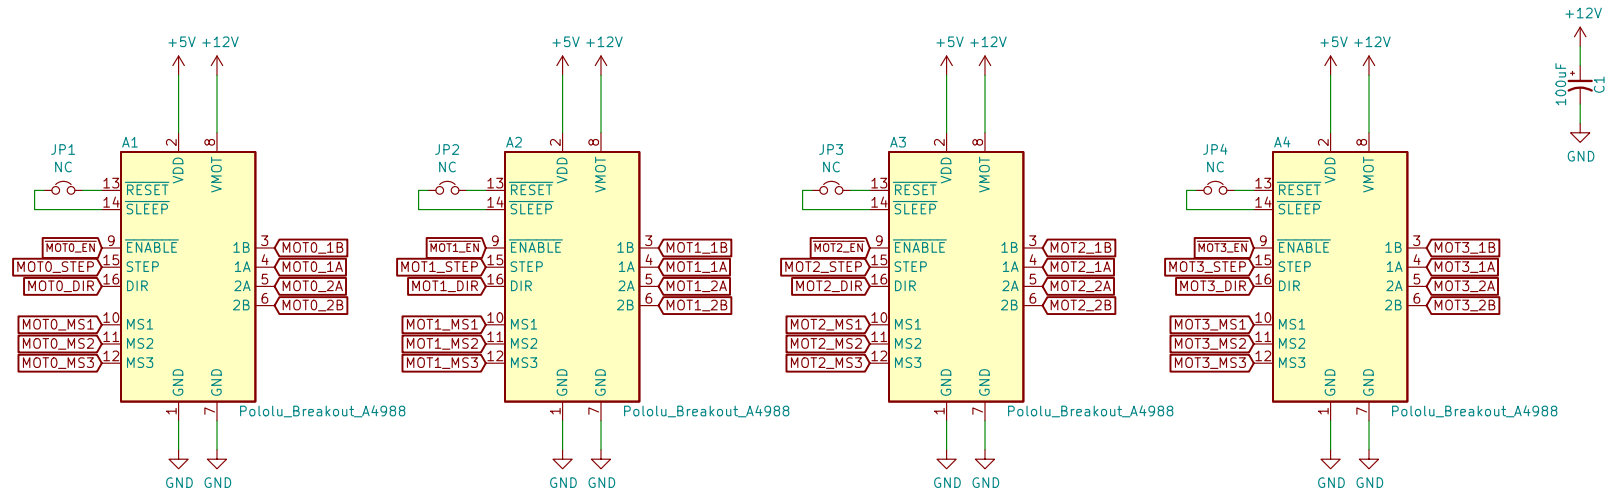 +12V
100uF
+
C1
GND
+5V +12V
A1
2
8
VDD
VMOT
JP1
NC
13
RESET
14
SLEEP
MOT0_EN
9
ENABLE
MOT0_STEP
15
STEP
MOT0_DIR
16
DIR
MOT0_MS1
10
MS1
MOT0_MS2
11
MS2
MOT0_MS3
12
MS3
1B
3
MOT0_1B
1A
4
MOT0_1A
2A
5
MOT0_2A
2B
6
MOT0_2B
GND
GND
1
7
Pololu_Breakout_A4988
GND GND
+5V +12V
A2
2
8
VDD
VMOT
JP2
NC
13
RESET
14
SLEEP
MOT1_EN
9
ENABLE
MOT1_STEP
15
STEP
MOT1_DIR
16
DIR
MOT1_MS1
10
MS1
MOT1_MS2
11
MS2
MOT1_MS3
12
MS3
1B
3
MOT1_1B
1A
4
MOT1_1A
2A
5
MOT1_2A
2B
6
MOT1_2B
GND
GND
1
7
Pololu_Breakout_A4988
GND GND
+5V +12V
A3
2
8
VDD
VMOT
JP3
NC
13
RESET
14
SLEEP
MOT2_EN
9
ENABLE
MOT2_STEP
15
STEP
MOT2_DIR
16
DIR
MOT2_MS1
10
MS1
MOT2_MS2
11
MS2
MOT2_MS3
12
MS3
1B
3
MOT2_1B
1A
4
MOT2_1A
2A
5
MOT2_2A
2B
6
MOT2_2B
GND
GND
1
7
Pololu_Breakout_A4988
GND GND
+5V +12V
A4
2
8
VDD
VMOT
JP4
NC
13
RESET
14
SLEEP
MOT3_EN
9
ENABLE
MOT3_STEP
15
STEP
MOT3_DIR
16
DIR
MOT3_MS1
10
MS1
MOT3_MS2
11
MS2
MOT3_MS3
12
MS3
1B
3
MOT3_1B
1A
4
MOT3_1A
2A
5
MOT3_2A
2B
6
MOT3_2B
GND
GND
1
7
Pololu_Breakout_A4988
GND GND